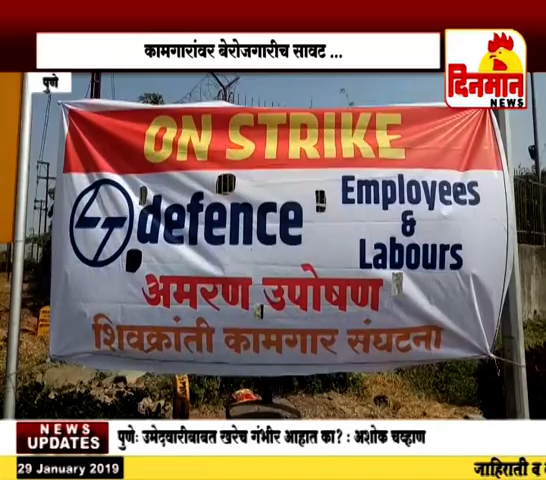 कामगारांवर बेरोजगारीच सावट ...
पुणे
दिनमान
NEWS
ON STRIKE
LT defence
Employees
&
Labours
अमरण उपोषण
शिवक्रांती कामगार संघटना
NEWS
UPDATES
पुणेः उमेदवारीबाबत खरेच गंभीर आहात का? : अशोक चव्हाण
29 January 2019
जाहिराती व